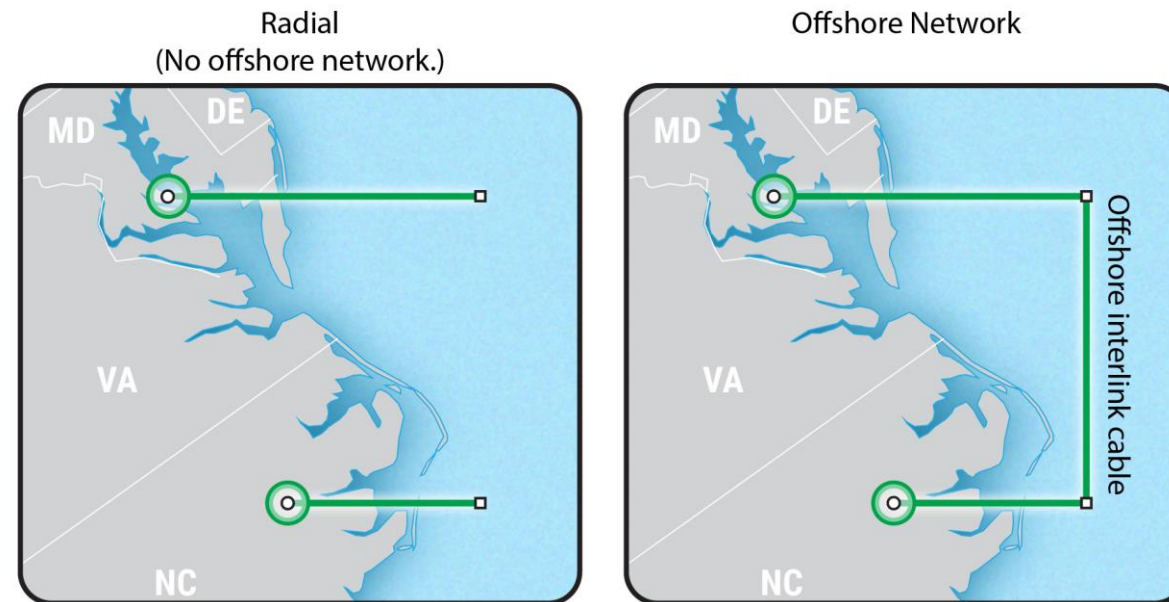 Radial
(No offshore network.)
MD
DE
VA
NC
Offshore Network
MD
DE
VA
NC
Offshore interlink cable